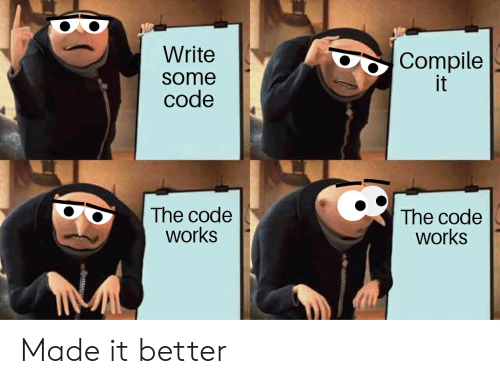 Write
some
code
Compile
it
The code
works
The code
works
Made it better